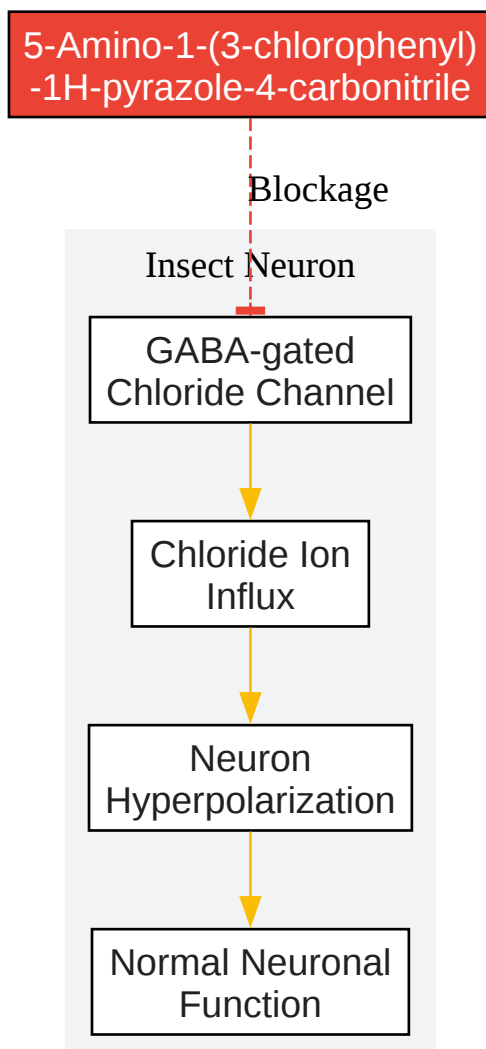 5-Amino-1-(3-chlorophenyl)
-1H-pyrazole-4-carbonitrile
Blockage
Insect Neuron
GABA-gated
Chloride Channel
Chloride Ion
Influx
Neuron
Hyperpolarization
Normal Neuronal
Function